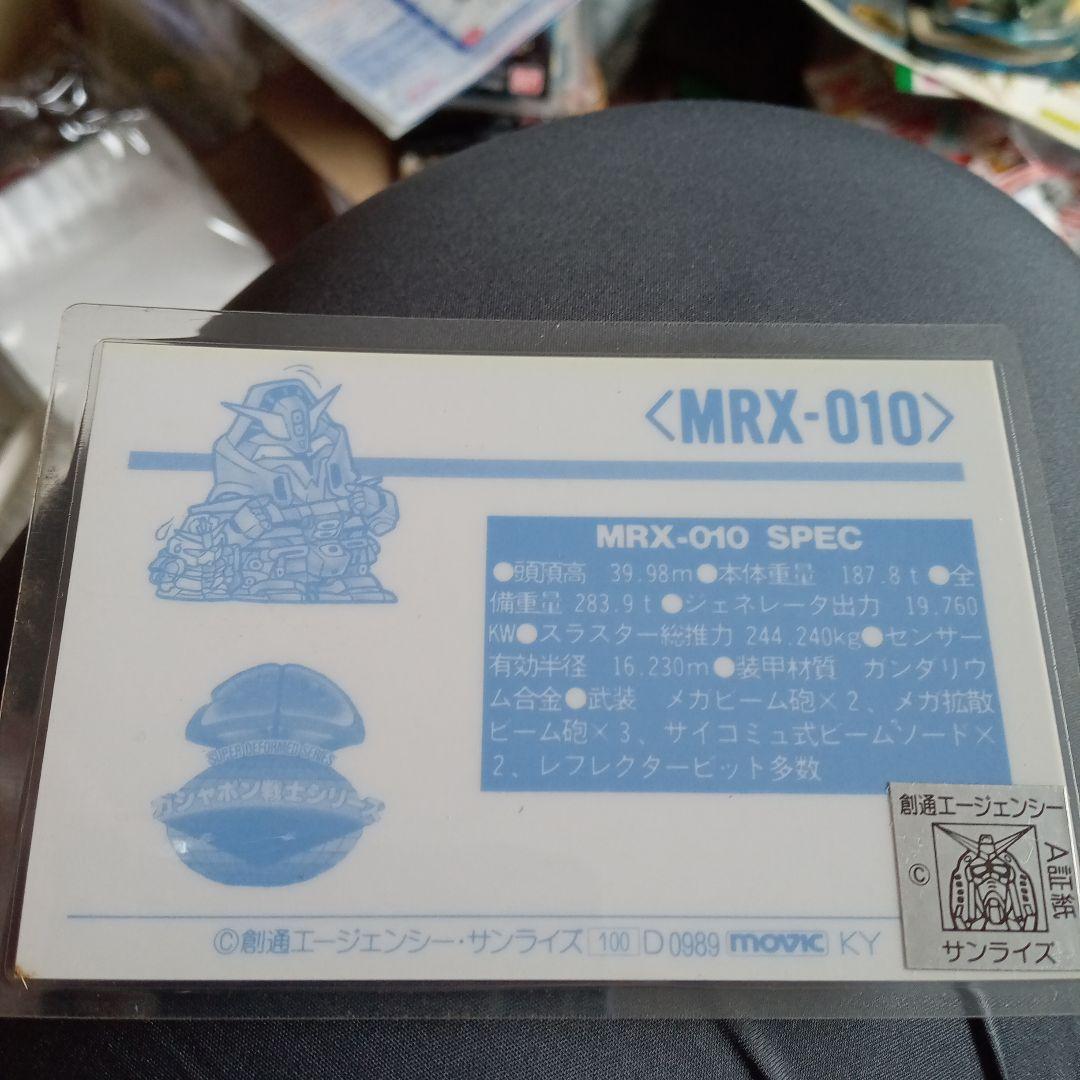 <MRX-010>
MRX-010 SPEC
●頭頂高 39.98m●本体重量 187.8t●全
備重量 283.9t●ジェネレータ出力 19.760
KW●スラスター総推力 244.240kg●センサー
有効半径 16.230m●装甲材質 ガンダリウ
ム合金●武装 メガビーム砲×2、メガ拡散
ビーム砲×3、サイコミュ式ビームソード×
2、レフレクタービット多数
SUPER DEFORMED SERIES
ガシャポン戦士シリーズ
©創通エージェンシー・サンライズ 100 D0989 movic KY
創通エージェンシー
©
A証紙
サンライズ